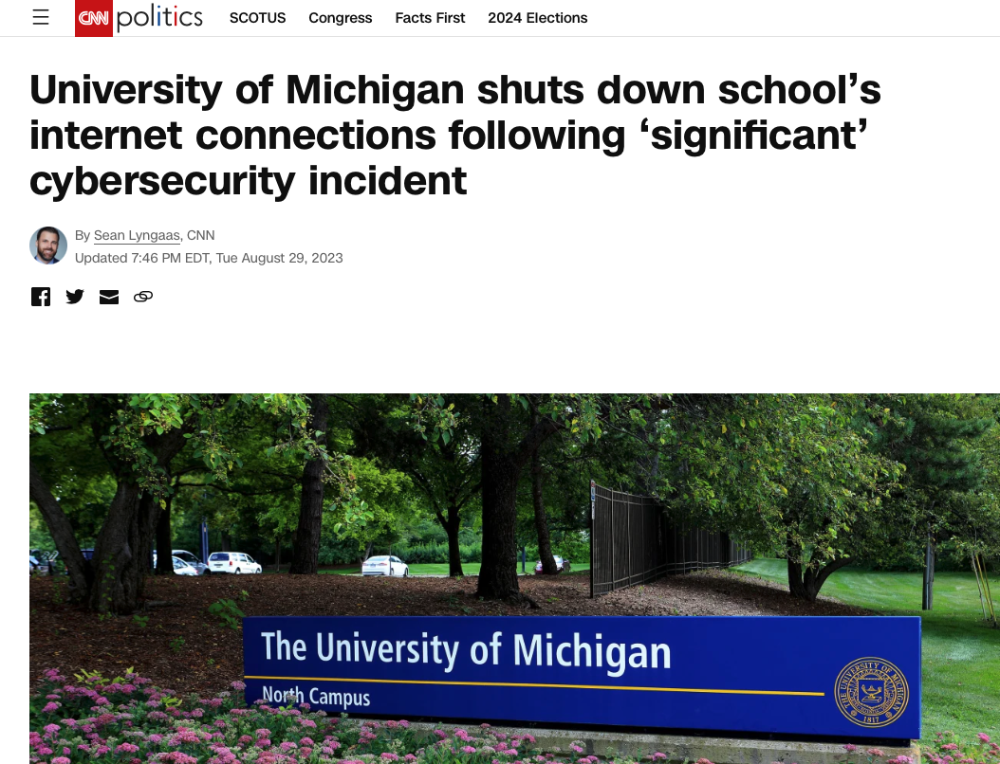 CNN politics SCOTUS Congress Facts First 2024 Elections
University of Michigan shuts down school’s
internet connections following ‘significant’
cybersecurity incident
By Sean Lyngaas, CNN
Updated 7:46 PM EDT, Tue August 29, 2023
The University of Michigan
North Campus
THE UNIVERSITY OF MICHIGAN
1817